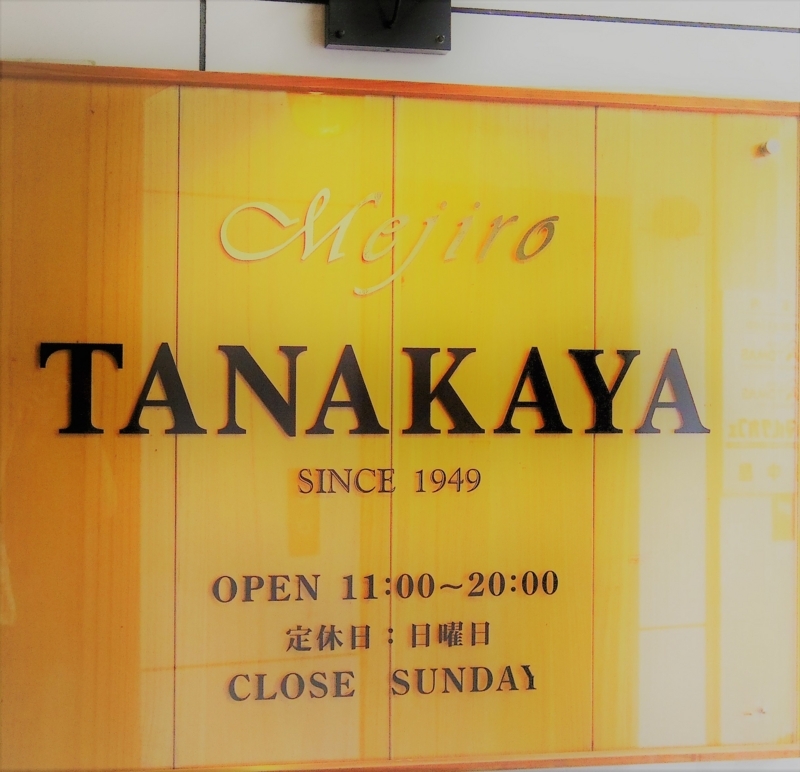 Mejiro
TANAKAYA
SINCE 1949
OPEN 11:00~20:00
定休日：日曜日
CLOSE SUNDAY